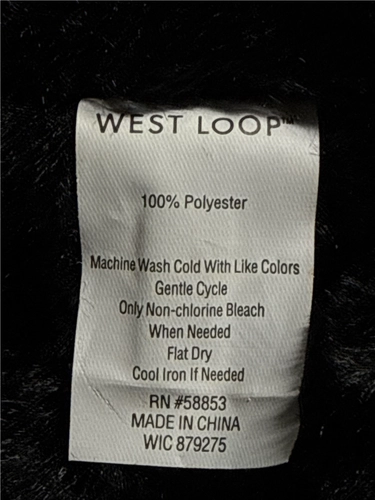 WEST LOOP™
100% Polyester
Machine Wash Cold With Like Colors
Gentle Cycle
Only Non-chlorine Bleach
When Needed
Flat Dry
Cool Iron If Needed
RN #58853
MADE IN CHINA
WIC 879275